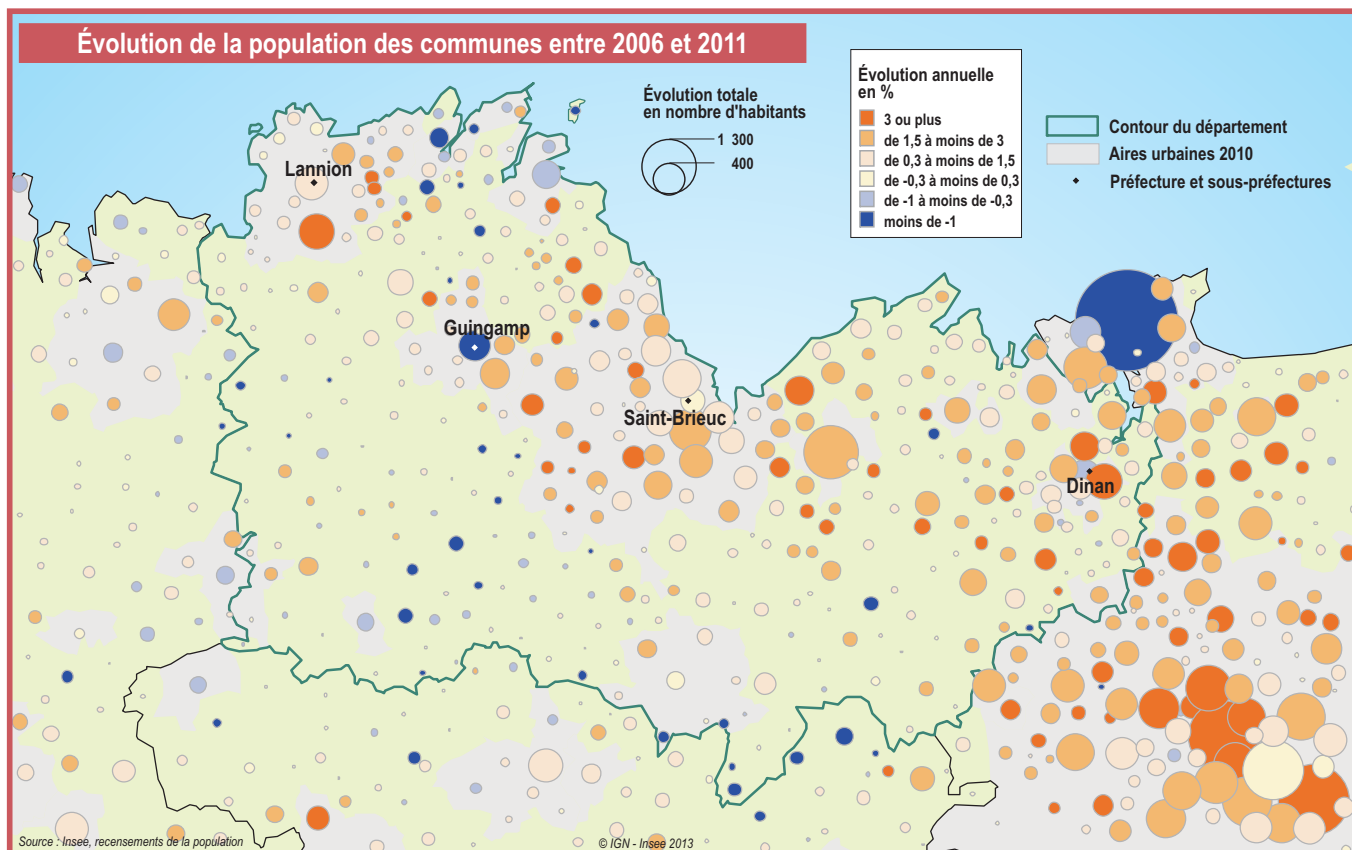 Évolution de la population des communes entre 2006 et 2011
Évolution totale
en nombre d'habitants
1 300
400
Évolution annuelle
en %
3 ou plus
de 1,5 à moins de 3
de 0,3 à moins de 1,5
de -0,3 à moins de 0,3
de -1 à moins de -0,3
moins de -1
Contour du département
Aires urbaines 2010
Préfecture et sous-préfectures
Lannion
Guingamp
Saint-Brieuc
Dinan
Source : Insee, recensements de la population
© IGN - Insee 2013